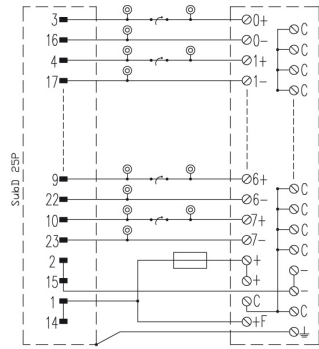 3 0+ C
16 0- C
4 1+ C
17 1- C
SubD 25P
9 6+ C
22 6- C
10 7+ C
23 7- C
2 + -
15 + -
1 C C
14 +F